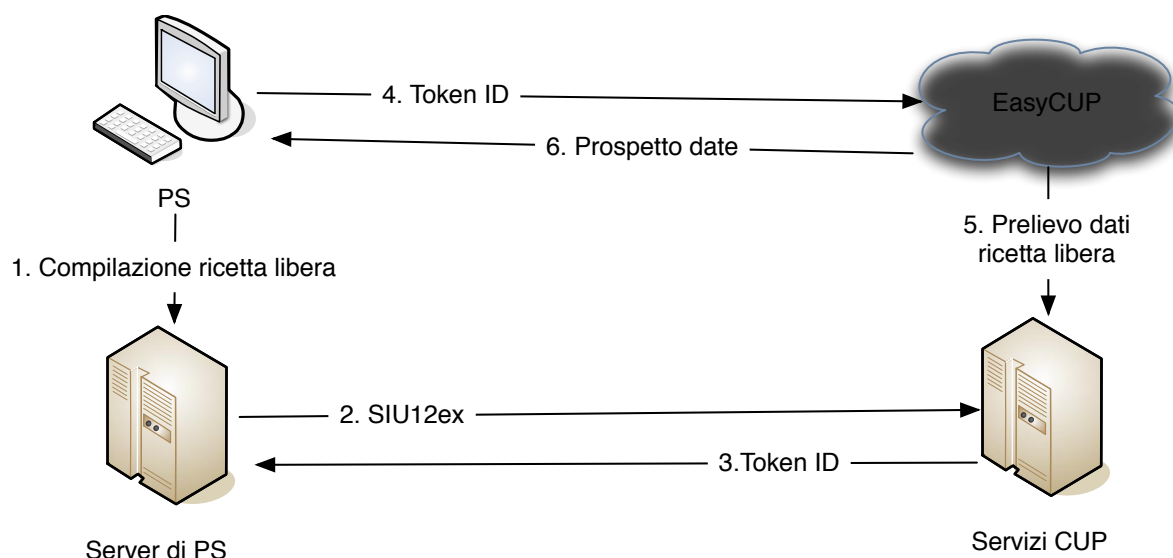 4. Token ID
EasyCUP
6. Prospetto date
PS
5. Prelievo dati
ricetta libera
1. Compilazione ricetta libera
2. SIU12ex
3.Token ID
Server di PS
Servizi CUP